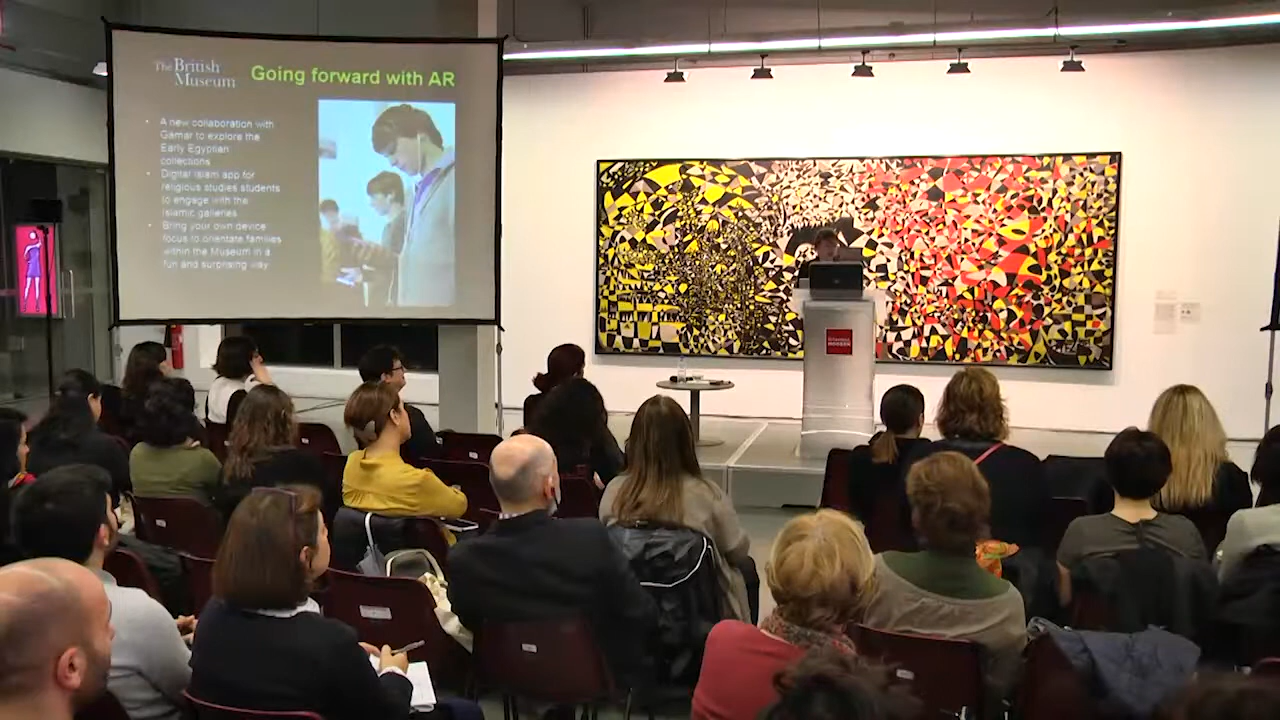 The British
Museum
Going forward with AR
• A new collaboration with
Gamar to explore the
Early Egyptian
collections
• Digital Islam app for
religious studies students
to engage with the
Islamic galleries
• Bring your own device
focus to orientate families
within the Museum in a
fun and surprising way
ISTANBUL
MODERN